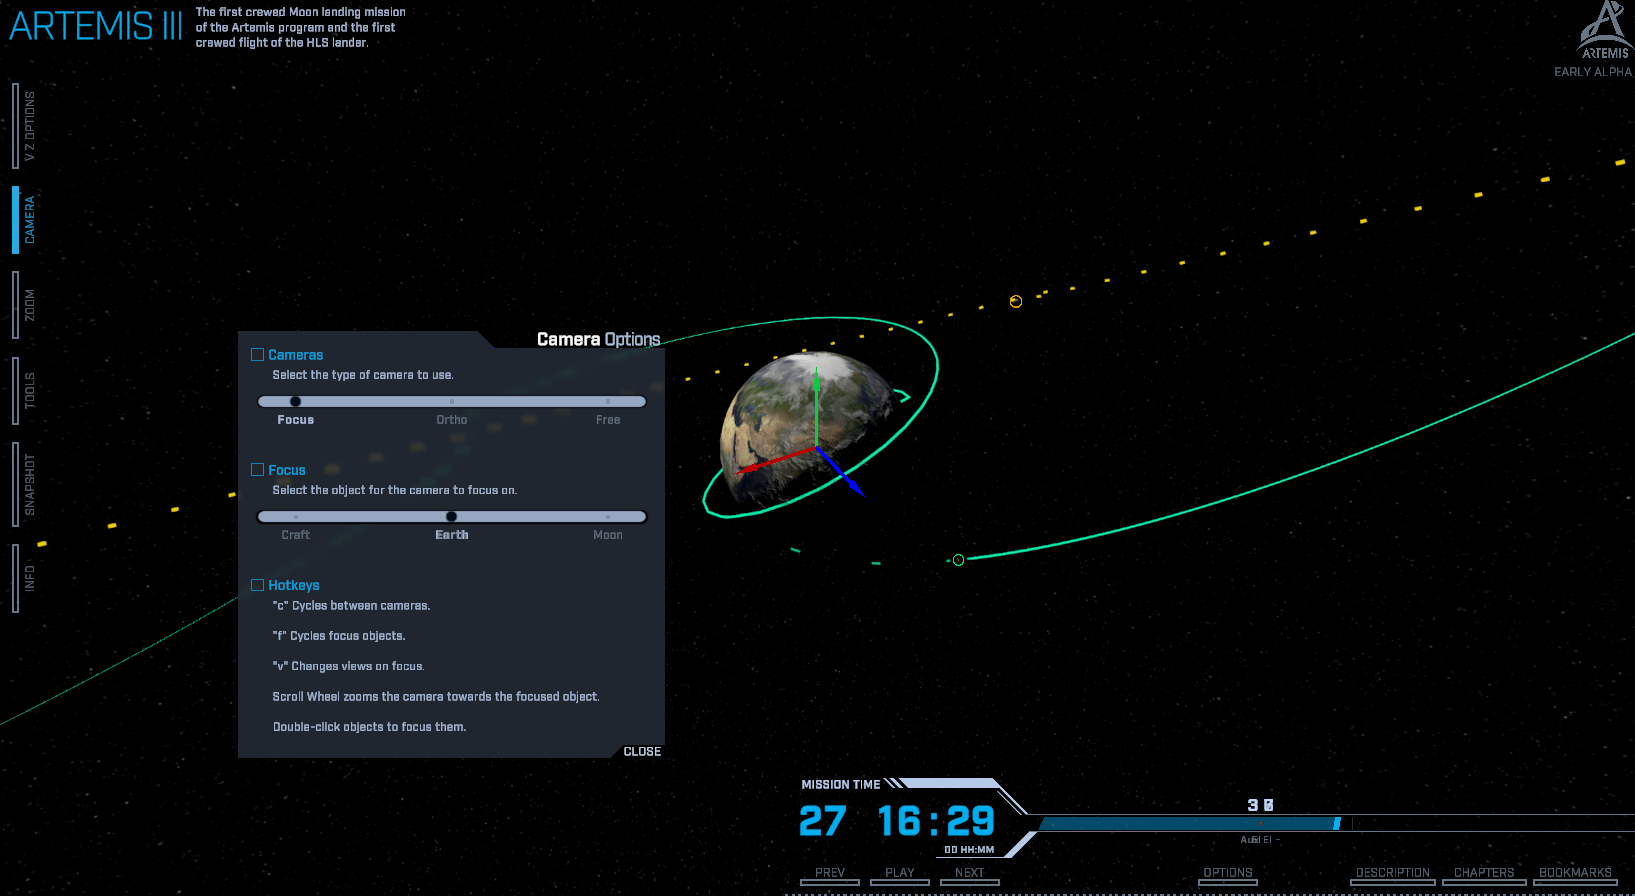 ARTEMIS III
The first crewed Moon landing mission
of the Artemis program and the first
crewed flight of the HLS lander.
ARTEMIS
EARLY ALPHA
V Z OPTIONS
CAMERA
ZOOM
TOOLS
SNAPSHOT
INFO
Camera Options
Cameras
Select the type of camera to use.
Focus Ortho Free
Focus
Select the object for the camera to focus on.
Craft Earth Moon
Hotkeys
"c" Cycles between cameras.
"f" Cycles focus objects.
"v" Changes views on focus.
Scroll Wheel zooms the camera towards the focused object.
Double-click objects to focus them.
CLOSE
MISSION TIME
27 16:29
DD HH:MM
3
PREV PLAY NEXT OPTIONS DESCRIPTION CHAPTERS BOOKMARKS